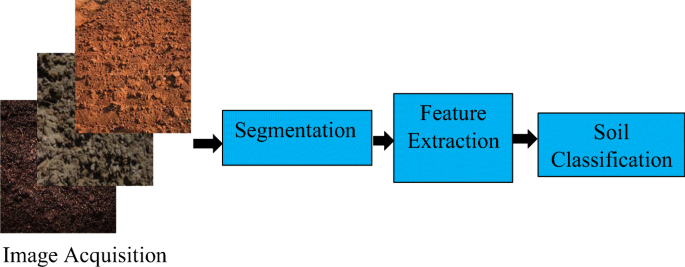 Segmentation
Feature
Extraction
Soil
Classification
Image Acquisition